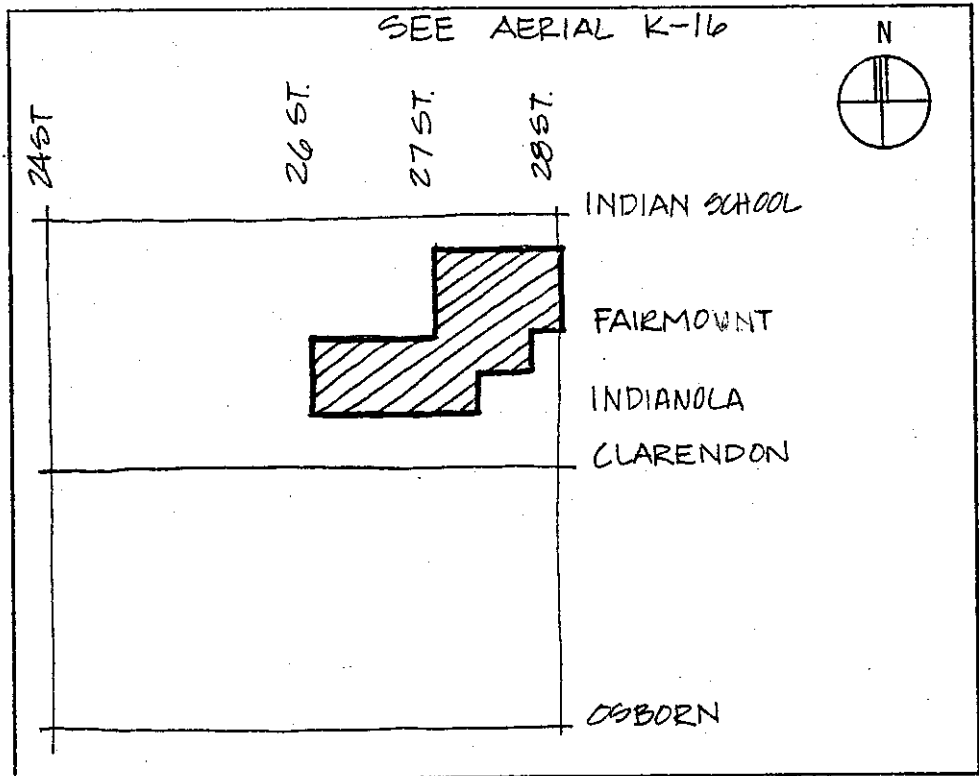 SEE AERIAL K-16
N
24ST
26 ST.
27 ST.
28 ST.
INDIAN SCHOOL
FAIRMOUNT
INDIANOLA
CLARENDON
OSBORN